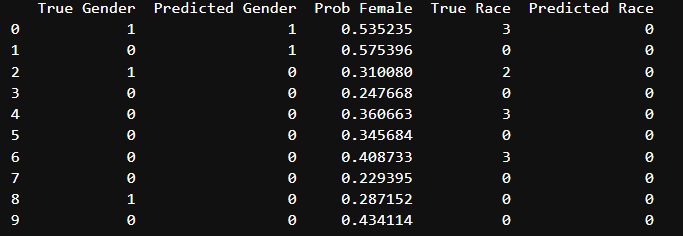 True Gender Predicted Gender Prob Female True Race Predicted Race
0 1 1 0.535235 3 0
1 0 1 0.575396 0 0
2 1 0 0.310080 2 0
3 0 0 0.247668 0 0
4 0 0 0.360663 3 0
5 0 0 0.345684 0 0
6 0 0 0.408733 3 0
7 0 0 0.229395 0 0
8 1 0 0.287152 0 0
9 0 0 0.434114 0 0